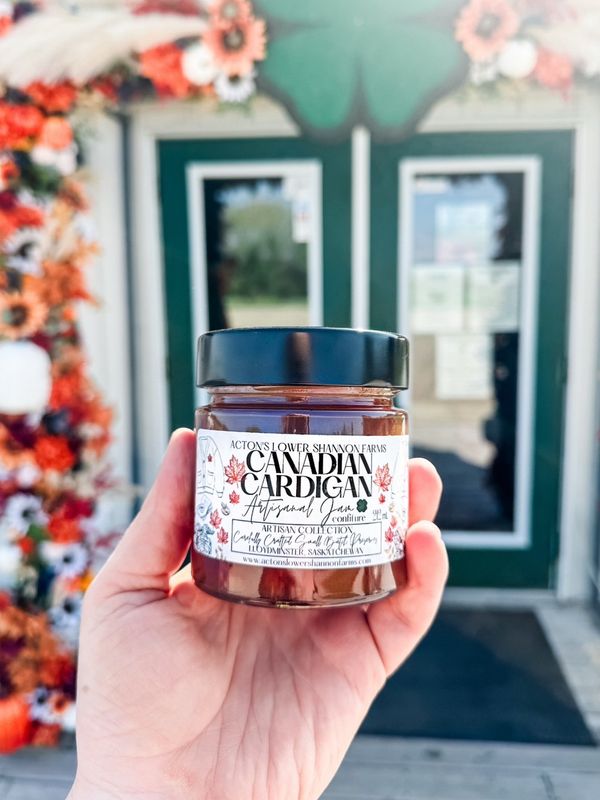 ACTON'S LOWER SHANNON FARMS
CANADIAN
CARDIGAN
Artisanal Jam
confiture
ARTISAN COLLECTION
Carefully Crafted Small Batch Preserves
LLOYDMINSTER, SASKATCHEWAN
www.actonslowershannonfarms.com